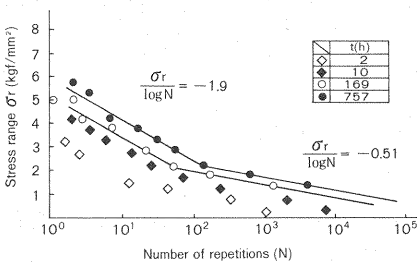 Stress range σr (kgf/mm²)
8
7
6
5
4
3
2
1
σr
logN = −1.9
σr
logN = −0.51
t(h)
2
10
169
757
10⁰ 10¹ 10² 10³ 10⁴ 10⁵
Number of repetitions (N)